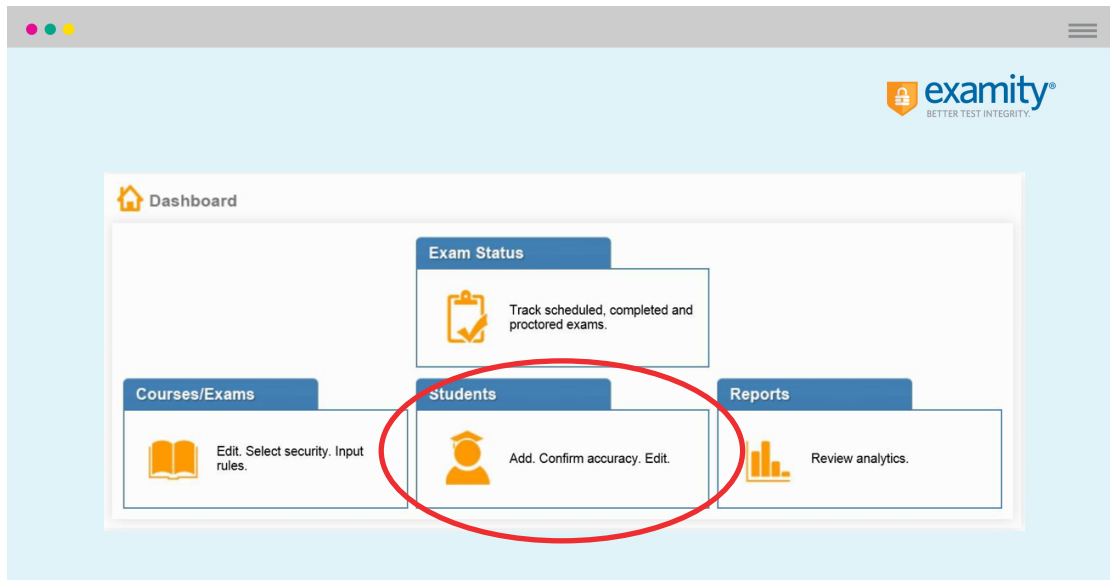 examity®
BETTER TEST INTEGRITY.
Dashboard
Exam Status
Track scheduled, completed and
proctored exams.
Courses/Exams
Edit. Select security. Input
rules.
Students
Add. Confirm accuracy. Edit.
Reports
Review analytics.